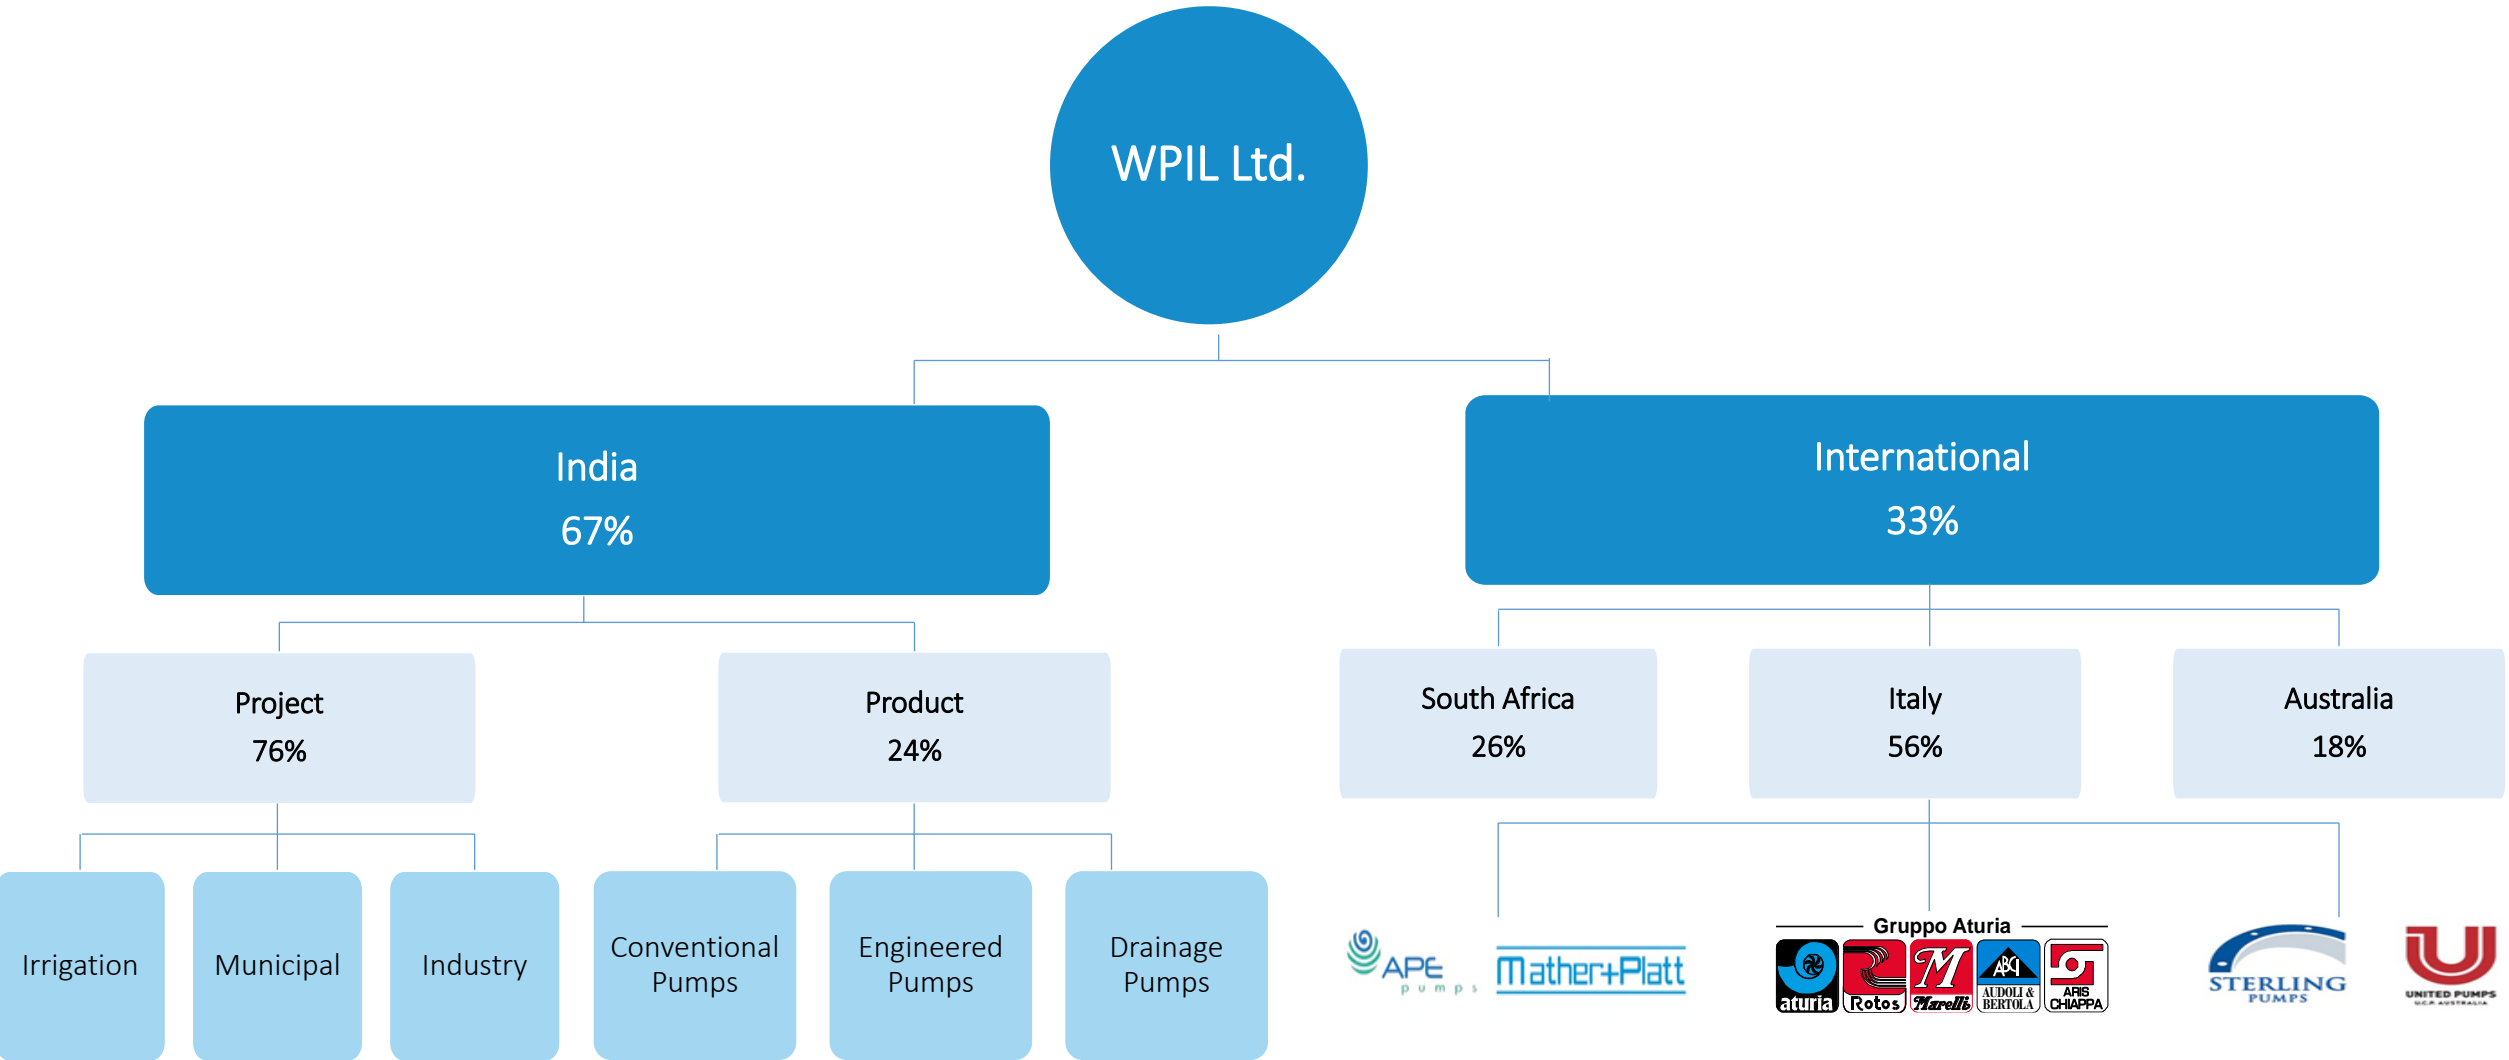 WPIL Ltd.
India
67%
International
33%
Project
76%
Product
24%
South Africa
26%
Italy
56%
Australia
18%
Irrigation
Municipal
Industry
Conventional
Pumps
Engineered
Pumps
Drainage
Pumps
APE
pumps
Mather+Platt
Gruppo Aturia
aturia
Rotos
M
Marelli
ABC
AUDOLI &
BERTOLA
ARIS
CHIAPPA
STERLING
PUMPS
UNITED PUMPS
U.C.P. AUSTRALIA